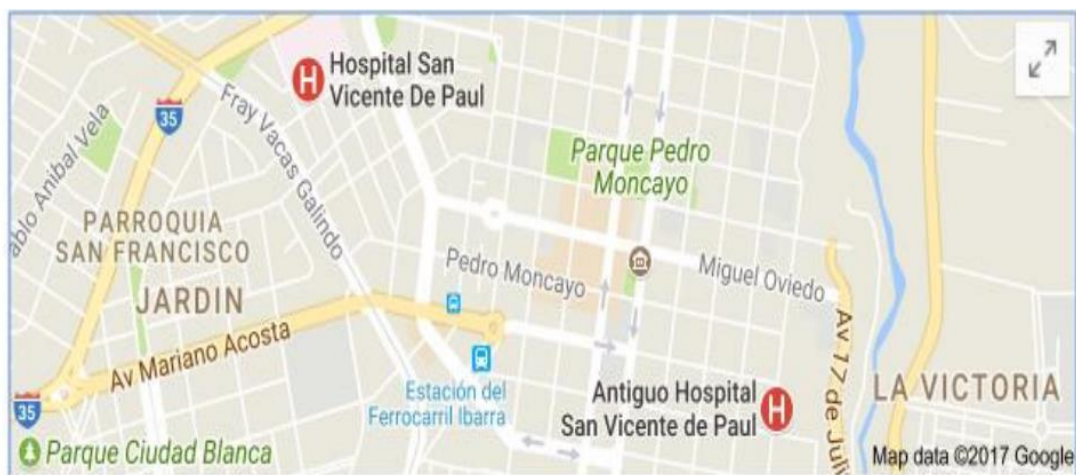 Hospital San
Vicente De Paul
35
Fray Vacas Galindo
ablo Anibal Vela
Parque Pedro
Moncayo
PARROQUIA
SAN FRANCISCO
JARDIN
Pedro Moncayo
Miguel Oviedo
Av Mariano Acosta
Av 17 de Juli
Estación del
Ferrocarril Ibarra
Antiguo Hospital
San Vicente de Paul
LA VICTORIA
35
Parque Ciudad Blanca
Map data ©2017 Google
H
H